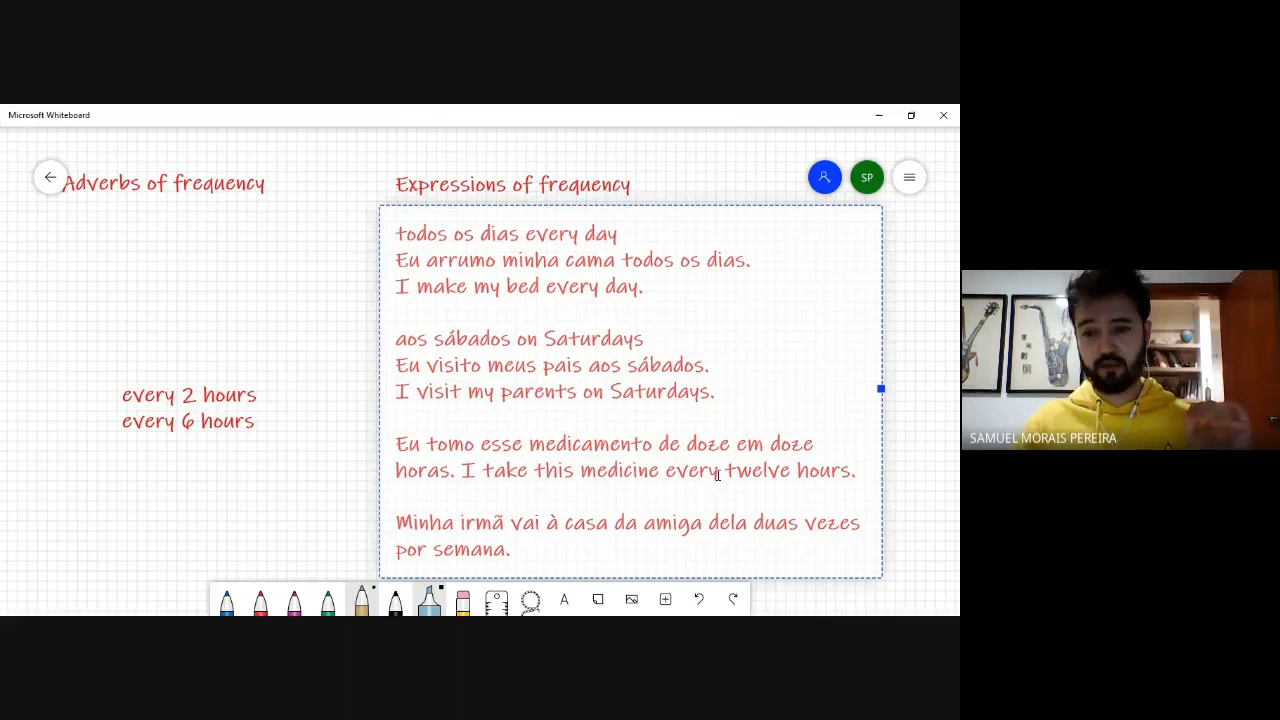 Microsoft Whiteboard
Adverbs of frequency
Expressions of frequency
SP
todos os dias every day
Eu arrumo minha cama todos os dias.
I make my bed every day.
aos sábados on Saturdays
Eu visito meus pais aos sábados.
I visit my parents on Saturdays.
every 2 hours
every 6 hours
Eu tomo esse medicamento de doze em doze
horas. I take this medicine every twelve hours.
Minha irmã vai à casa da amiga dela duas vezes
por semana.
A
SAMUEL MORAIS PEREIRA